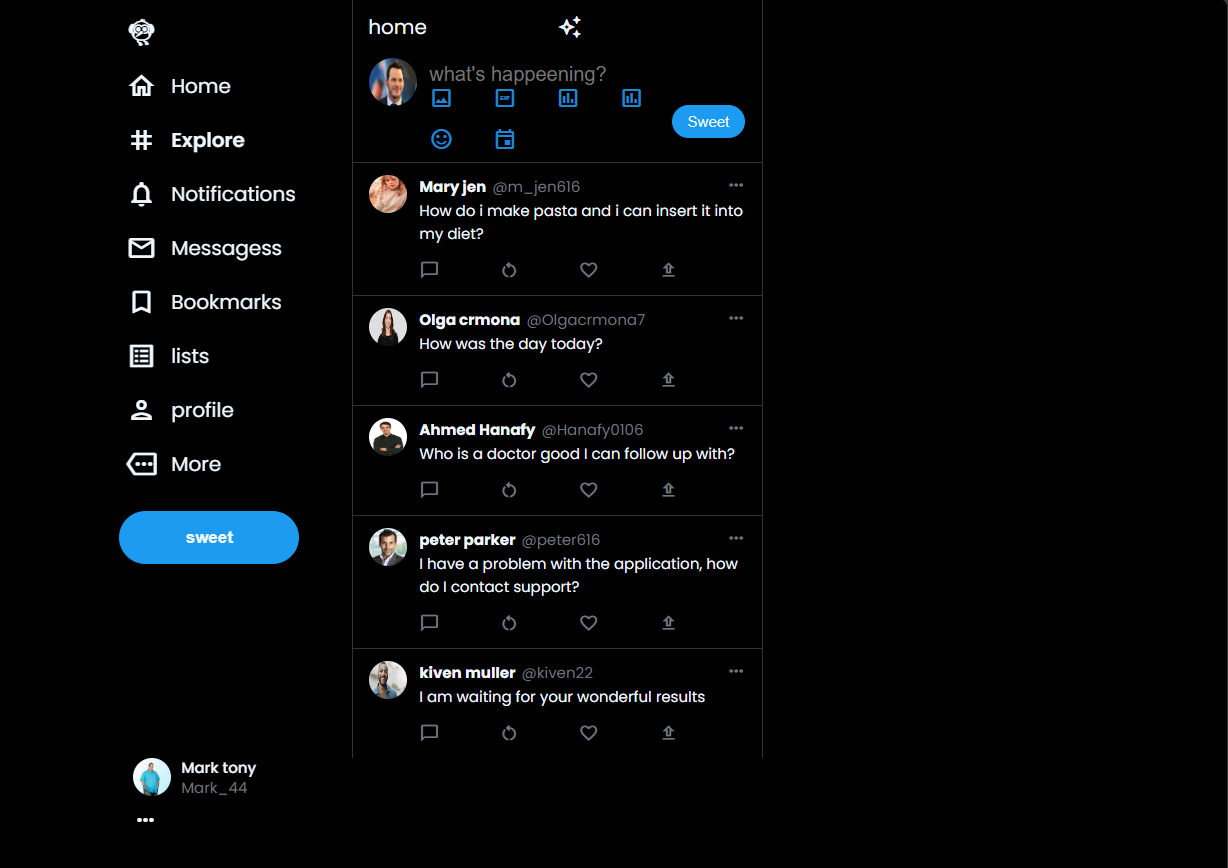 Home
Explore
Notifications
Messagess
Bookmarks
lists
profile
More
sweet
Mark tony
Mark_44
home
what's happeening?
GIF
Sweet
Mary jen @m_jen616
How do i make pasta and i can insert it into
my diet?
Olga crmona @Olgacrmona7
How was the day today?
Ahmed Hanafy @Hanafy0106
Who is a doctor good I can follow up with?
peter parker @peter616
I have a problem with the application, how
do I contact support?
kiven muller @kiven22
I am waiting for your wonderful results